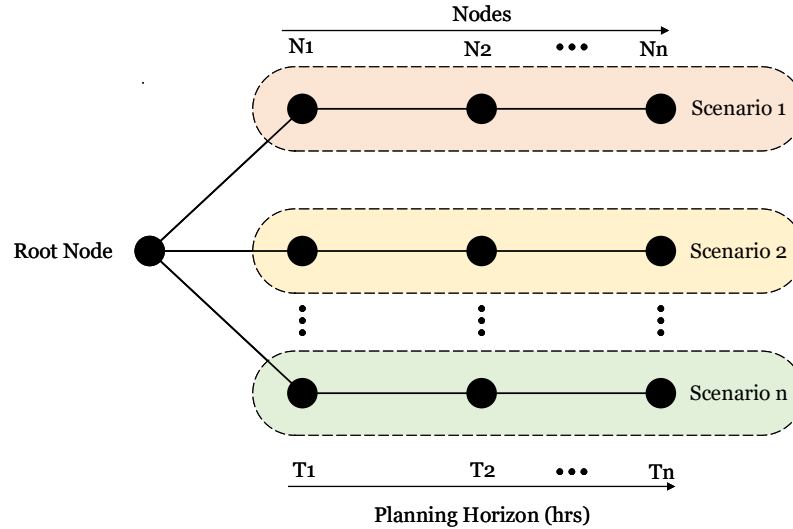 Nodes
N1
N2
•••
Nn
Scenario 1
Root Node
Scenario 2
Scenario n
T1
T2
•••
Tn
Planning Horizon (hrs)